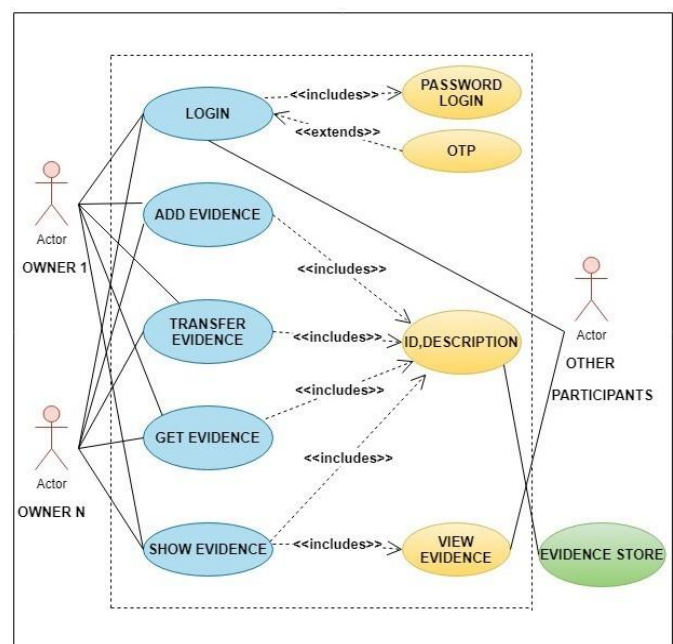 PASSWORD
LOGIN
<<includes>>
LOGIN
<<extends>>
OTP
Actor
OWNER 1
ADD EVIDENCE
<<includes>>
TRANSFER
EVIDENCE
<<includes>>
ID,DESCRIPTION
Actor
OTHER
PARTICIPANTS
<<includes>>
GET EVIDENCE
Actor
OWNER N
<<includes>>
SHOW EVIDENCE
<<includes>>
VIEW
EVIDENCE
EVIDENCE STORE